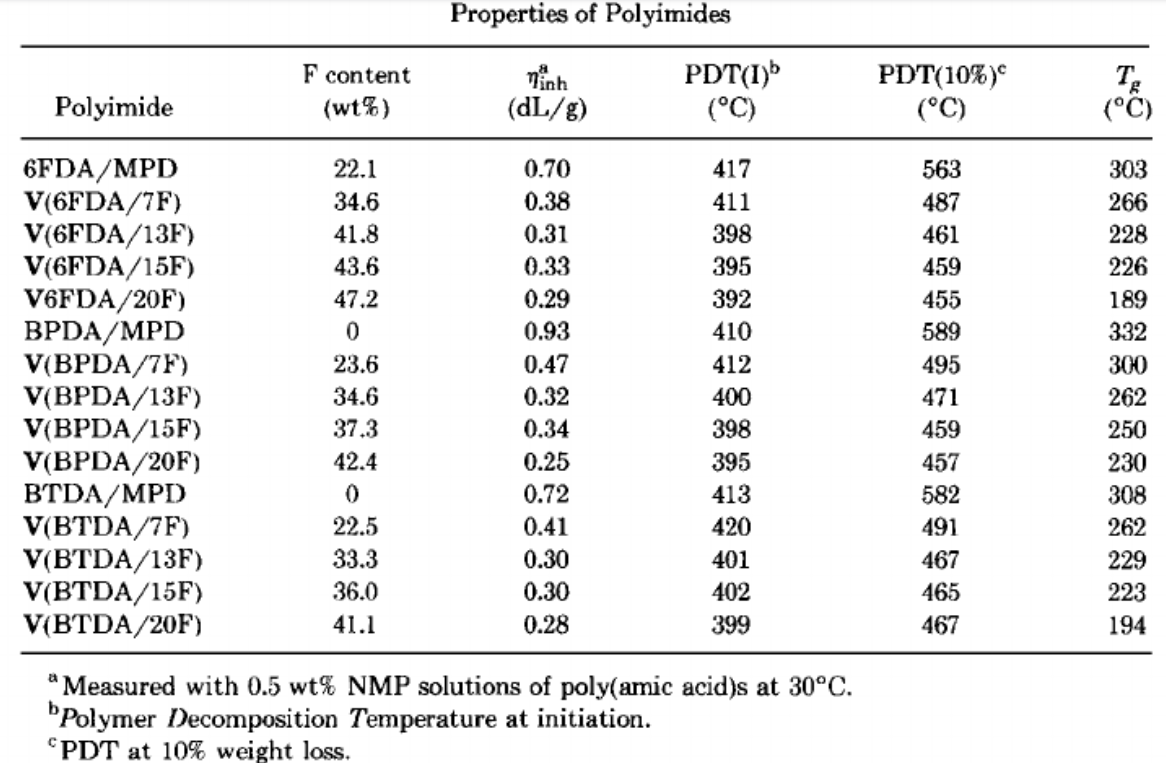 Properties of Polyimides
Polyimide F content (wt%) ηᵃinh (dL/g) PDT(I)ᵇ (°C) PDT(10%)ᶜ (°C) Tg (°C)
6FDA/MPD 22.1 0.70 417 563 303
V(6FDA/7F) 34.6 0.38 411 487 266
V(6FDA/13F) 41.8 0.31 398 461 228
V(6FDA/15F) 43.6 0.33 395 459 226
V6FDA/20F) 47.2 0.29 392 455 189
BPDA/MPD 0 0.93 410 589 332
V(BPDA/7F) 23.6 0.47 412 495 300
V(BPDA/13F) 34.6 0.32 400 471 262
V(BPDA/15F) 37.3 0.34 398 459 250
V(BPDA/20F) 42.4 0.25 395 457 230
BTDA/MPD 0 0.72 413 582 308
V(BTDA/7F) 22.5 0.41 420 491 262
V(BTDA/13F) 33.3 0.30 401 467 229
V(BTDA/15F) 36.0 0.30 402 465 223
V(BTDA/20F) 41.1 0.28 399 467 194
ᵃ Measured with 0.5 wt% NMP solutions of poly(amic acid)s at 30°C.
ᵇPolymer Decomposition Temperature at initiation.
ᶜ PDT at 10% weight loss.